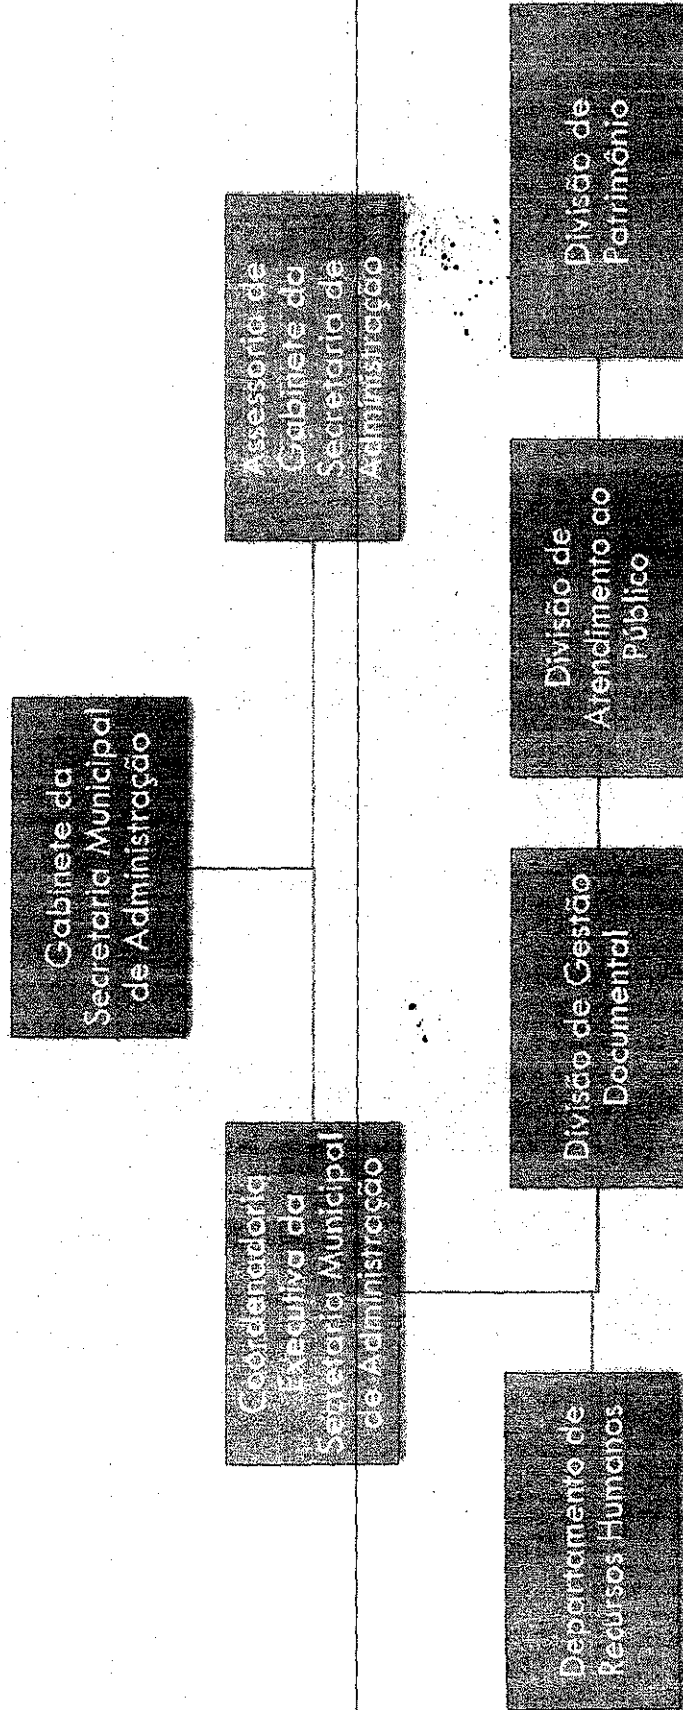 Gabinete da
Secretaria Municipal
de Administração
Coordenadoria
Executiva da
Secretaria Municipal
de Administração
Assessoria de
Gabinete da
Secretaria de
Administração
Departamento de
Recursos Humanos
Divisão de Gestão
Documental
Divisão de
Atendimento ao
Público
Divisão de
Patrimônio